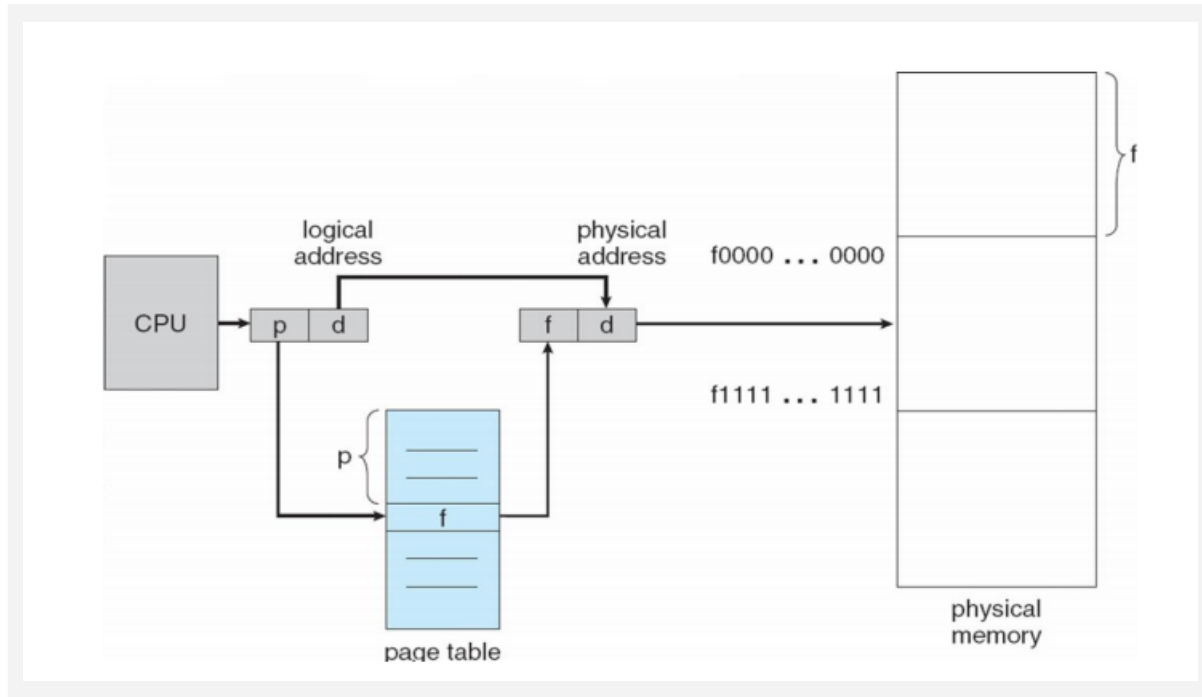 f
logical
address
physical
address
f0000 ... 0000
CPU
p
d
f
d
f1111 ... 1111
p
f
page table
physical
memory